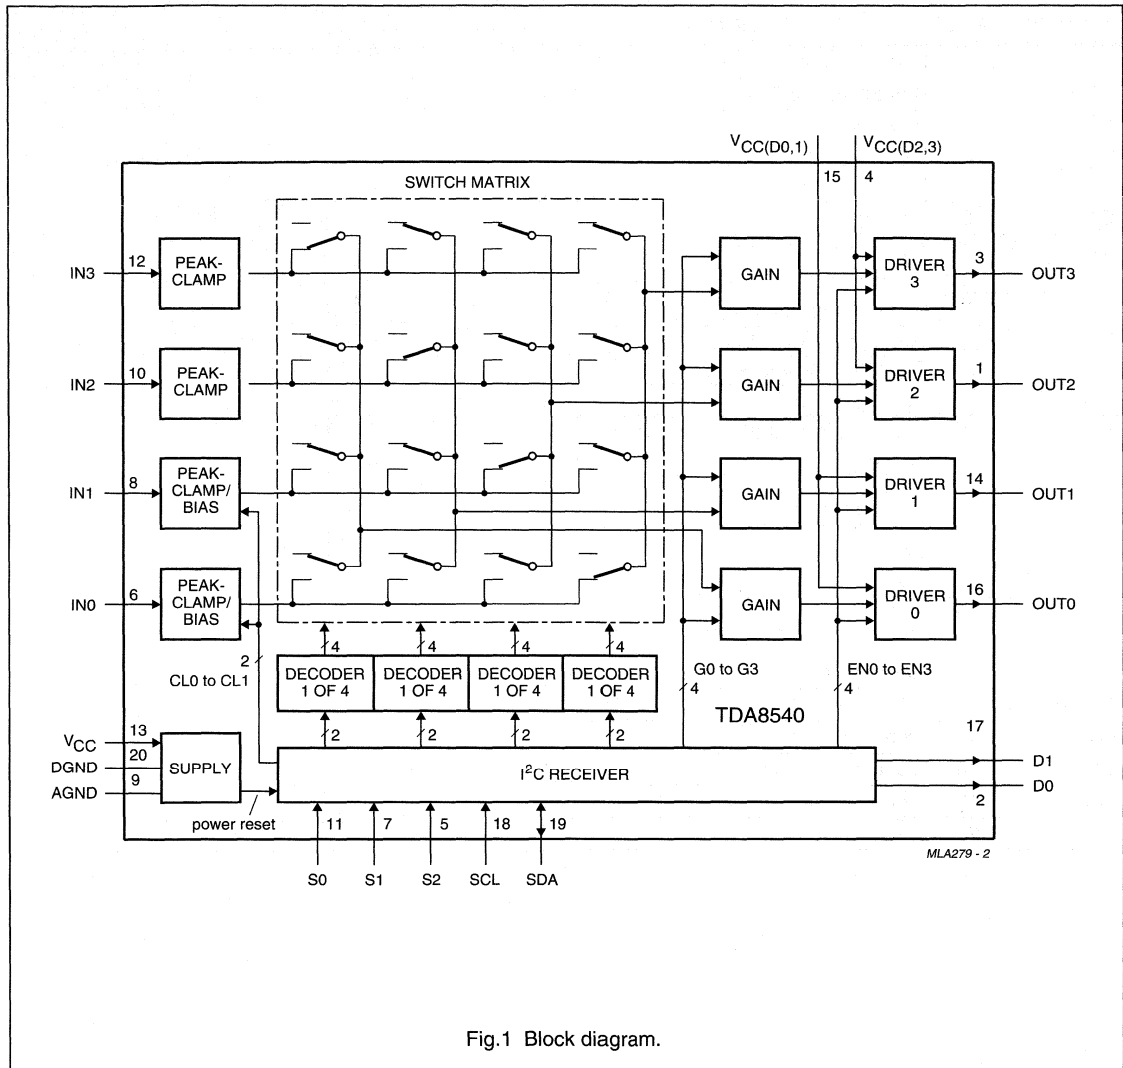 VCC(D0,1) VCC(D2,3)
15 4
SWITCH MATRIX
IN3 12 PEAK-CLAMP
GAIN
DRIVER 3
3 OUT3
IN2 10 PEAK-CLAMP
GAIN
DRIVER 2
1 OUT2
IN1 8 PEAK-CLAMP/BIAS
GAIN
DRIVER 1
14 OUT1
IN0 6 PEAK-CLAMP/BIAS
GAIN
DRIVER 0
16 OUT0
4 4 4 4
2
CL0 to CL1
DECODER 1 OF 4
DECODER 1 OF 4
DECODER 1 OF 4
DECODER 1 OF 4
G0 to G3
4
EN0 to EN3
4
TDA8540
2 2 2 2
VCC 13
DGND 20
AGND 9
SUPPLY
I²C RECEIVER
17
D1
D0
2
power reset
11 7 5 18 19
S0 S1 S2 SCL SDA
MLA279 - 2
Fig.1 Block diagram.